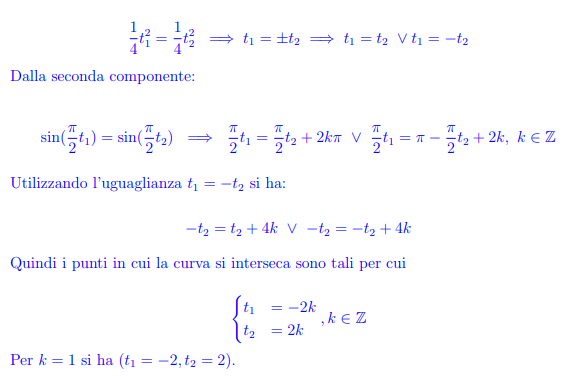 \frac{1}{4}t_1^2 = \frac{1}{4}t_2^2 \implies t_1 = \pm t_2 \implies t_1 = t_2 \lor t_1 = -t_2
Dalla seconda componente:
\sin(\frac{\pi}{2}t_1) = \sin(\frac{\pi}{2}t_2) \implies \frac{\pi}{2}t_1 = \frac{\pi}{2}t_2 + 2k\pi \lor \frac{\pi}{2}t_1 = \pi - \frac{\pi}{2}t_2 + 2k, k \in \mathbb{Z}
Utilizzando l'uguaglianza t_1 = -t_2 si ha:
-t_2 = t_2 + 4k \lor -t_2 = -t_2 + 4k
Quindi i punti in cui la curva si interseca sono tali per cui
\begin{cases} t_1 & = -2k \\ t_2 & = 2k \end{cases}, k \in \mathbb{Z}
Per k = 1 si ha (t_1 = -2, t_2 = 2).